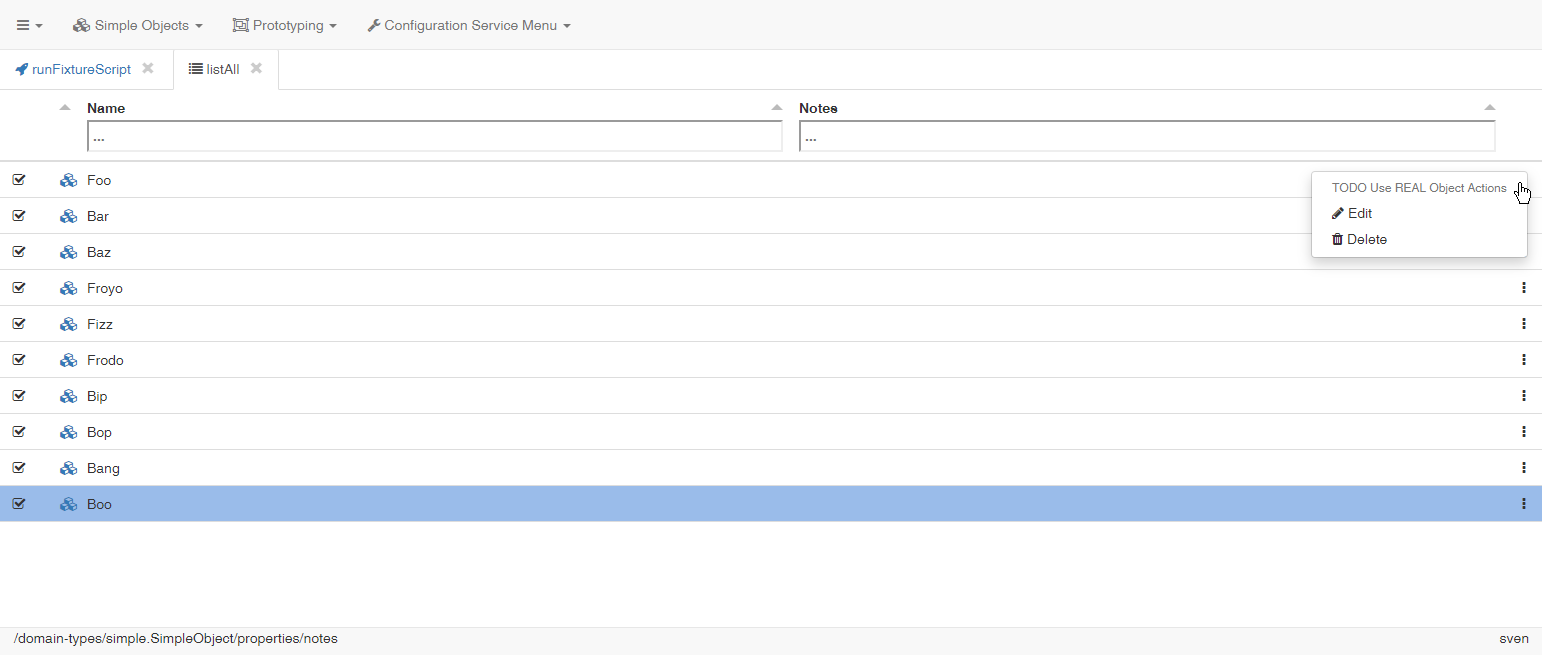 Simple Objects Prototyping Configuration Service Menu
runFixtureScript listAll
Name Notes
... ...
Foo
TODO Use REAL Object Actions
Edit
Delete
Bar
Baz
Froyo
Fizz
Frodo
Bip
Bop
Bang
Boo
/domain-types/simple.SimpleObject/properties/notes sven